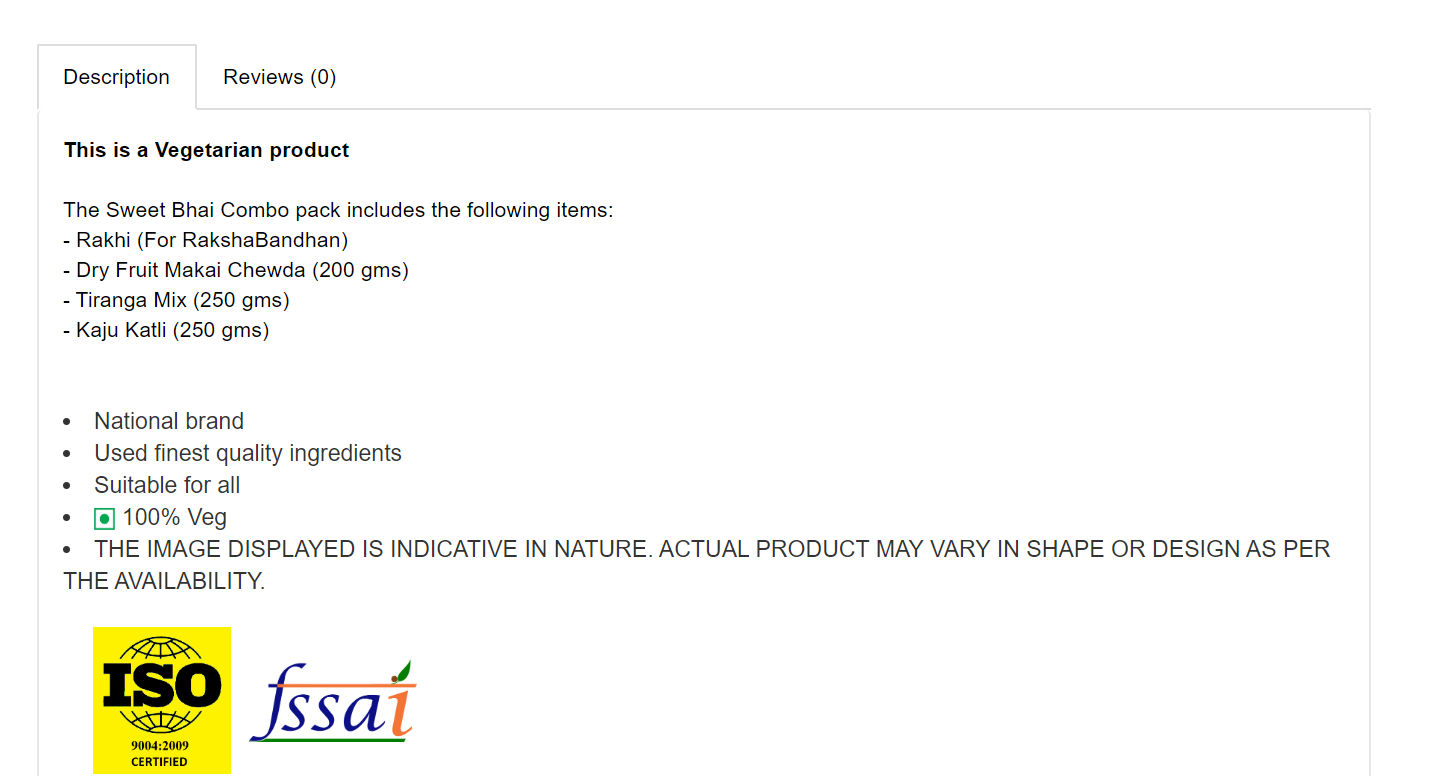 Description
Reviews (0)
This is a Vegetarian product
The Sweet Bhai Combo pack includes the following items:
- Rakhi (For RakshaBandhan)
- Dry Fruit Makai Chewda (200 gms)
- Tiranga Mix (250 gms)
- Kaju Katli (250 gms)
• National brand
• Used finest quality ingredients
• Suitable for all
• 100% Veg
• THE IMAGE DISPLAYED IS INDICATIVE IN NATURE. ACTUAL PRODUCT MAY VARY IN SHAPE OR DESIGN AS PER
THE AVAILABILITY.
ISO
9004:2009
CERTIFIED
fssai